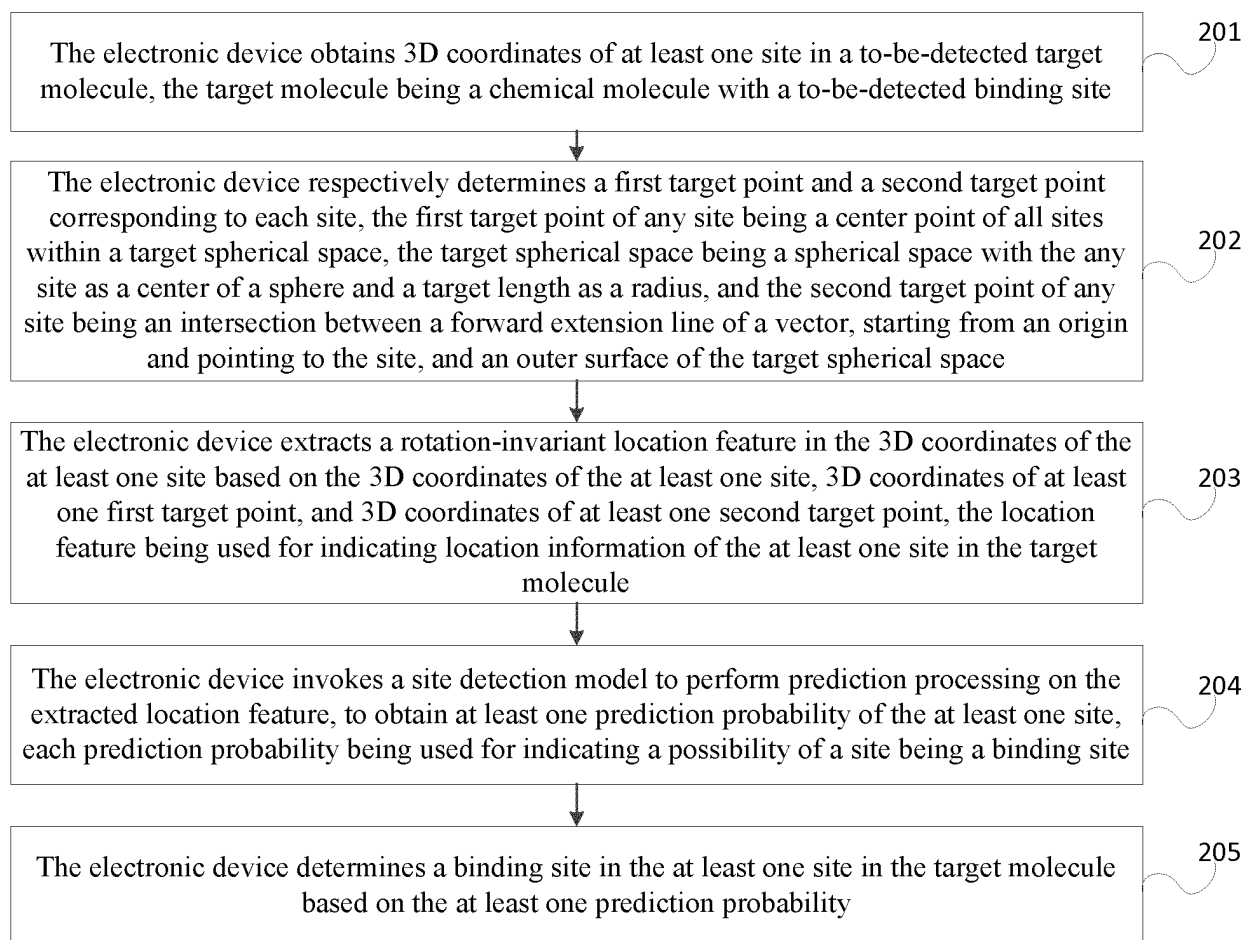 The electronic device obtains 3D coordinates of at least one site in a to-be-detected target
molecule, the target molecule being a chemical molecule with a to-be-detected binding site
201
The electronic device respectively determines a first target point and a second target point
corresponding to each site, the first target point of any site being a center point of all sites
within a target spherical space, the target spherical space being a spherical space with the any
site as a center of a sphere and a target length as a radius, and the second target point of any
site being an intersection between a forward extension line of a vector, starting from an origin
and pointing to the site, and an outer surface of the target spherical space
202
The electronic device extracts a rotation-invariant location feature in the 3D coordinates of the
at least one site based on the 3D coordinates of the at least one site, 3D coordinates of at least
one first target point, and 3D coordinates of at least one second target point, the location
feature being used for indicating location information of the at least one site in the target
molecule
203
The electronic device invokes a site detection model to perform prediction processing on the
extracted location feature, to obtain at least one prediction probability of the at least one site,
each prediction probability being used for indicating a possibility of a site being a binding site
204
The electronic device determines a binding site in the at least one site in the target molecule
based on the at least one prediction probability
205